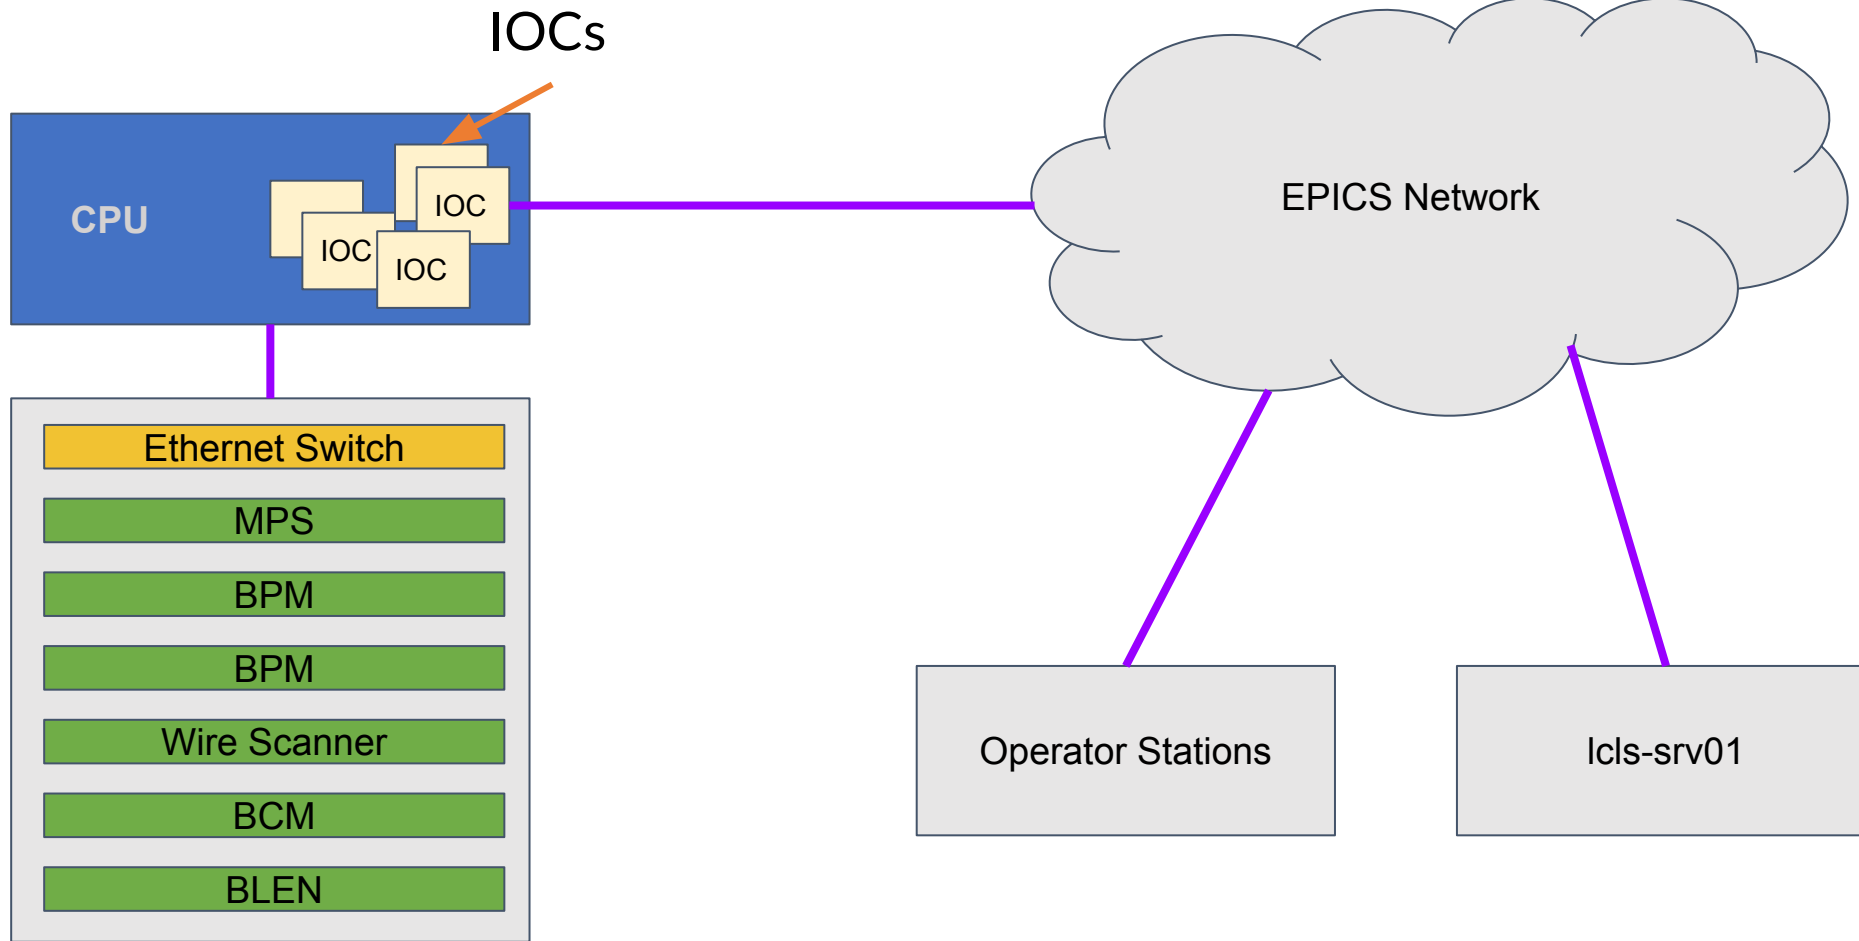 IOCs
CPU
IOC
IOC
IOC
EPICS Network
Ethernet Switch
MPS
BPM
BPM
Wire Scanner
BCM
BLEN
Operator Stations
lcls-srv01